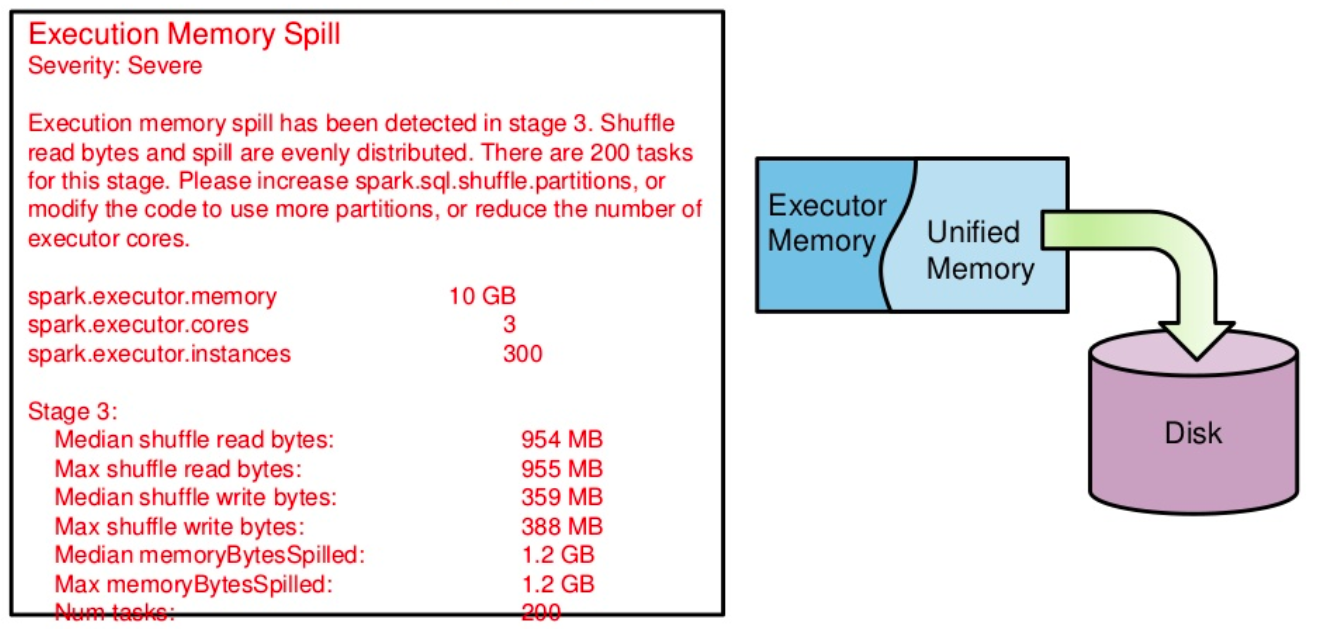 Execution Memory Spill
Severity: Severe
Execution memory spill has been detected in stage 3. Shuffle
read bytes and spill are evenly distributed. There are 200 tasks
for this stage. Please increase spark.sql.shuffle.partitions, or
modify the code to use more partitions, or reduce the number of
executor cores.
spark.executor.memory 10 GB
spark.executor.cores 3
spark.executor.instances 300
Stage 3:
Median shuffle read bytes: 954 MB
Max shuffle read bytes: 955 MB
Median shuffle write bytes: 359 MB
Max shuffle write bytes: 388 MB
Median memoryBytesSpilled: 1.2 GB
Max memoryBytesSpilled: 1.2 GB
Num tasks: 200
Executor
Memory
Unified
Memory
Disk